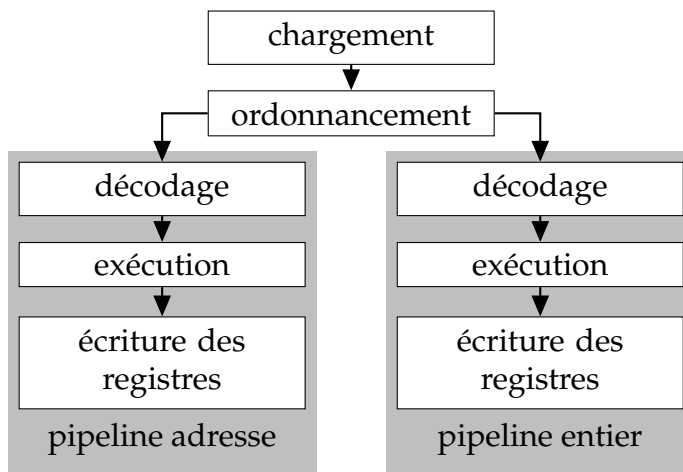 chargement
ordonnancement
décodage
exécution
écriture des
registres
pipeline adresse
décodage
exécution
écriture des
registres
pipeline entier